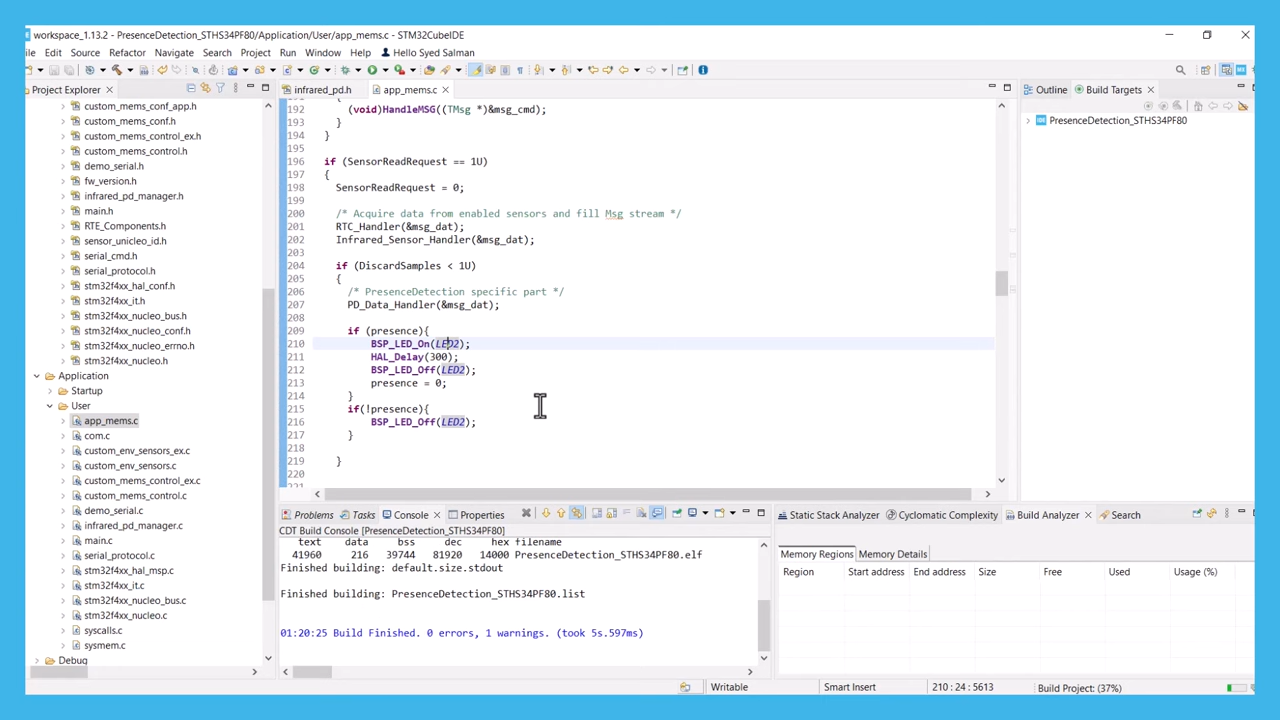 workspace_1.13.2 - PresenceDetection_STHS34PF80/Application/User/app_mems.c - STM32CubeIDE
ile Edit Source Refactor Navigate Search Project Run Window Help Hello Syed Salman
Project Explorer
custom_mems_conf_app.h
custom_mems_conf.h
custom_mems_control_ex.h
custom_mems_control.h
demo_serial.h
fw_version.h
infrared_pd_manager.h
main.h
RTE_Components.h
sensor_unicleo_id.h
serial_cmd.h
serial_protocol.h
stm32f4xx_hal_conf.h
stm32f4xx_it.h
stm32f4xx_nucleo_bus.h
stm32f4xx_nucleo_conf.h
stm32f4xx_nucleo_errno.h
stm32f4xx_nucleo.h
Application
Startup
User
app_mems.c
com.c
custom_env_sensors_ex.c
custom_env_sensors.c
custom_mems_control_ex.c
custom_mems_control.c
demo_serial.c
infrared_pd_manager.c
main.c
serial_protocol.c
stm32f4xx_hal_msp.c
stm32f4xx_it.c
stm32f4xx_nucleo_bus.c
stm32f4xx_nucleo.c
syscalls.c
sysmem.c
Debug
infrared_pd.h app_mems.c
192 (void)HandleMSG((TMsg *)&msg_cmd);
193 }
194 }
195
196 if (SensorReadRequest == 1U)
197 {
198 SensorReadRequest = 0;
199
200 /* Acquire data from enabled sensors and fill Msg stream */
201 RTC_Handler(&msg_dat);
202 Infrared_Sensor_Handler(&msg_dat);
203
204 if (DiscardSamples < 1U)
205 {
206 /* PresenceDetection specific part */
207 PD_Data_Handler(&msg_dat);
208
209 if (presence){
210 BSP_LED_On(LED2);
211 HAL_Delay(300);
212 BSP_LED_Off(LED2);
213 presence = 0;
214 }
215 if(!presence){
216 BSP_LED_Off(LED2);
217 }
218
219 }
220
Outline Build Targets
PresenceDetection_STHS34PF80
Problems Tasks Console Properties
CDT Build Console [PresenceDetection_STHS34PF80]
text data bss dec hex filename
41960 216 39744 81920 14000 PresenceDetection_STHS34PF80.elf
Finished building: default.size.stdout
Finished building: PresenceDetection_STHS34PF80.list
01:20:25 Build Finished. 0 errors, 1 warnings. (took 5s.597ms)
Static Stack Analyzer Cyclomatic Complexity Build Analyzer Search
Memory Regions Memory Details
Region Start address End address Size Free Used Usage (%)
Writable Smart Insert 210 : 24 : 5613 Build Project: (37%)